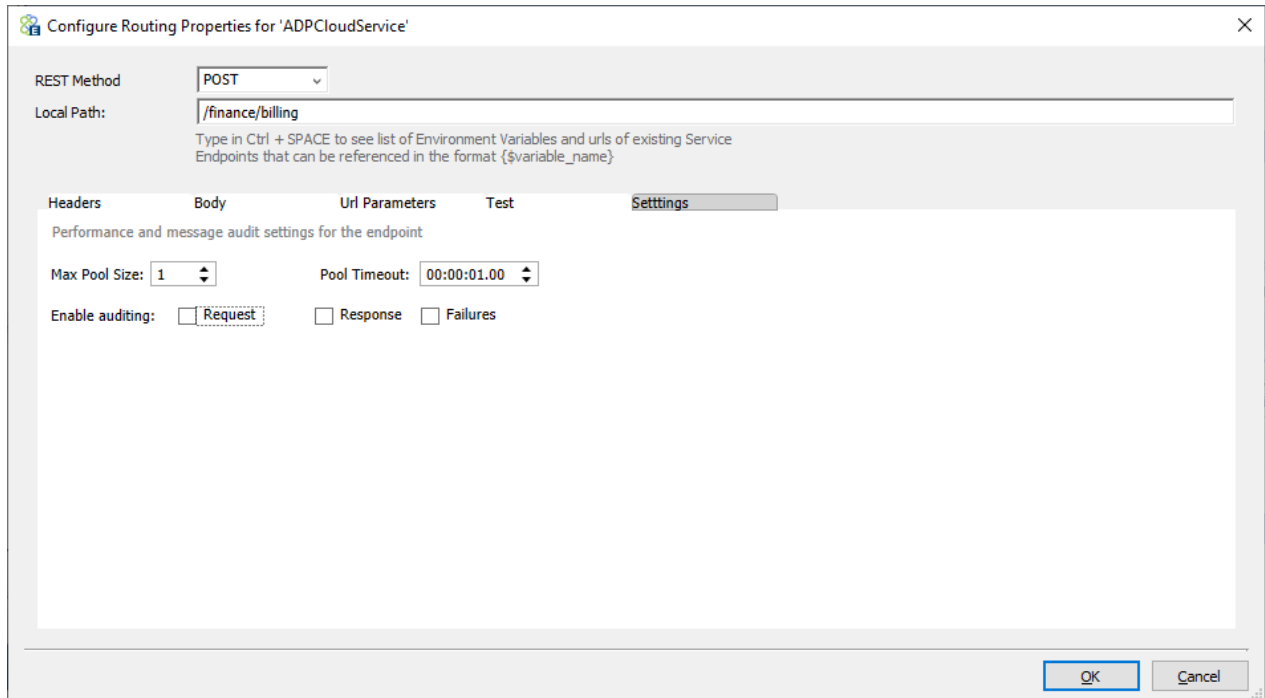 Configure Routing Properties for 'ADPCloudService'
REST Method POST
Local Path: /finance/billing
Type in Ctrl + SPACE to see list of Environment Variables and urls of existing Service
Endpoints that can be referenced in the format {$variable_name}
Headers Body Url Parameters Test Setttings
Performance and message audit settings for the endpoint
Max Pool Size: 1 Pool Timeout: 00:00:01.00
Enable auditing: Request Response Failures
OK Cancel